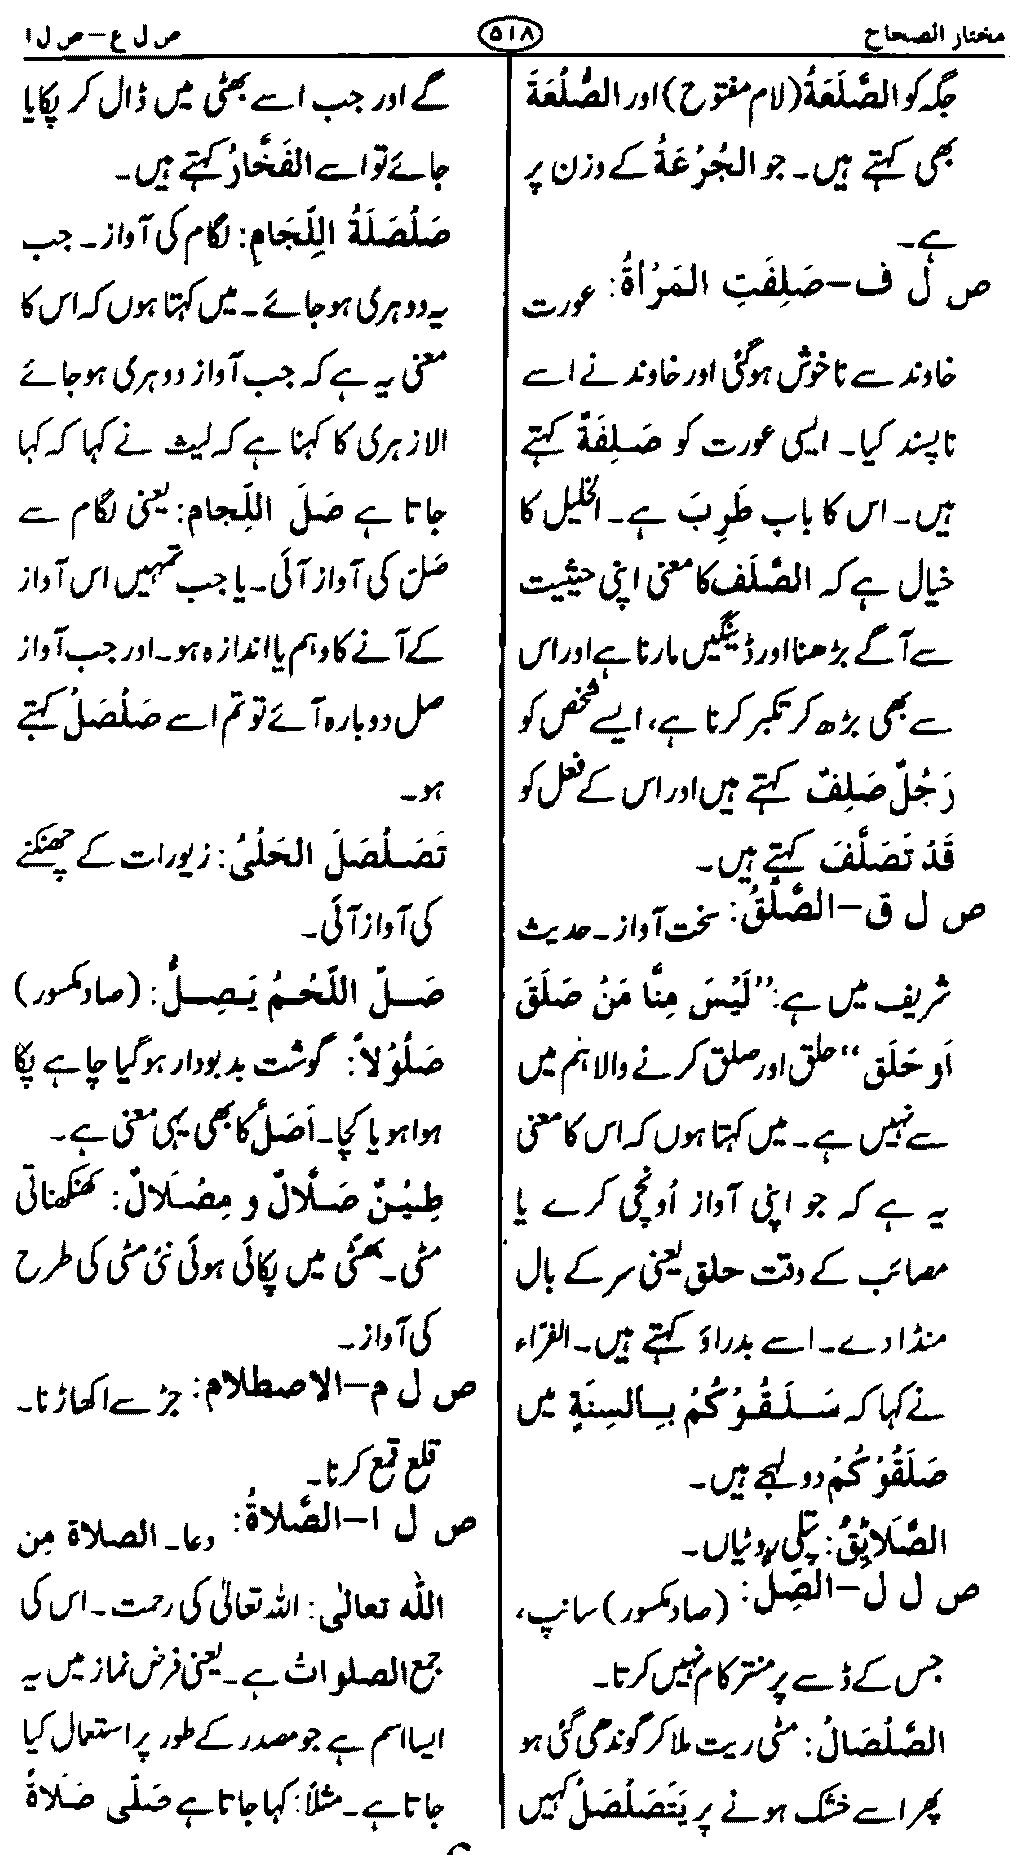 مختار الصحاح
۵۱۸
ص ل ع–ص ل ا
جگہ کو الصَّلَعَةُ (لام مفتوح) اور الصُّلْعَةَ
بھی کہتے ہیں۔ جو الجُرْعَةُ کے وزن پر
ہے۔
ص ل ف–صَلِفَتِ المَرْأةُ: عورت
خاوند سے ناخوش ہوگئی اور خاوند نے اسے
ناپسند کیا۔ ایسی عورت کو صَلِفَةٌ کہتے
ہیں۔ اس کا باب طَرِبَ ہے۔ الخلیل کا
خیال ہے کہ الصَّلَف کا معنی اپنی حیثیت
سے آگے بڑھنا اور ڈینگیں مارنا ہے اور اس
سے بھی بڑھ کر تکبر کرنا ہے، ایسے شخص کو
رَجُلٌ صَلِفٌ کہتے ہیں اور اس کے فعل کو
قَدْ تَصَلَّفَ کہتے ہیں۔
ص ل ق–الصَّلْقُ: سخت آواز۔ حدیث
شریف میں ہے: ”لَيْسَ مِنَّا مَنْ صَلَقَ
اَو حَلَقَ“ حلق اور صلق کرنے والا ہم میں
سے نہیں ہے۔ میں کہتا ہوں کہ اس کا معنی
یہ ہے کہ جو اپنی آواز اُونچی کرے یا
مصائب کے وقت حلق یعنی سر کے بال
منڈا دے۔ اسے بدراؤ کہتے ہیں۔ الفرّاء
نے کہا کہ سَلَقُوْكُمْ بِالسِنَةٍ میں
صَلَقُوْكُمْ دو لہجے ہیں۔
الصَّلَائِقُ: پتلی روٹیاں۔
ص ل ل–الصِّلّ: (صاد مکسور) سانپ،
جس کے ڈسے پر منتر کام نہیں کرتا۔
الصَّلْصَالُ: مٹی ریت ملا کر گوندھی گئی ہو
پھر اسے خشک ہونے پر یَتَصَلْصَلُ کہیں
گے اور جب اسے بھٹی میں ڈال کر پکایا
جائے تو اسے الفَخَّارُ کہتے ہیں۔
صَلْصَلَةُ اللِّجَامِ: لگام کی آواز۔ جب
یہ دوہری ہو جائے۔ میں کہتا ہوں کہ اس کا
معنی یہ ہے کہ جب آواز دوہری ہو جائے
الازہری کا کہنا ہے کہ لیث نے کہا کہ کہا
جاتا ہے صَلَ اللِّجام: یعنی لگام سے
صَلن کی آواز آئی۔ یا جب تمہیں اس آواز
کے آنے کا وہم یا اندازہ ہو۔ اور جب آواز
صل دوبارہ آئے تو تم اسے صَلْصَلُ کہتے
ہو۔
تَصَلْصَلَ الحَلْیُ: زیورات کے چھنکنے
کی آواز آئی۔
صَلّ اللَّحْمُ يَصِلُّ: (صاد مکسور)
صَلُوْلاً: گوشت بدبودار ہوگیا چاہے پکا
ہوا ہو یا کچا۔ اَصَلَّ کا بھی یہی معنی ہے۔
طِيْنٌ صَلَّالٌ و مِصْلَالٌ: کھنکھناتی
مٹی۔ بھٹی میں پکائی ہوئی نئی مٹی کی طرح
کی آواز۔
ص ل م–الاصطلام: جڑ سے اکھاڑنا۔
قلع قمع کرنا۔
ص ل ا–الصَّلاةُ: دعا۔ الصلاة مِن
اللّٰہ تعالیٰ: اللہ تعالیٰ کی رحمت۔ اس کی
جمع الصلواتُ ہے۔ یعنی فرض نماز میں یہ
ایسا اسم ہے جو مصدر کے طور پر استعمال کیا
جاتا ہے۔ مثلاً: کہا جاتا ہے صَلّی صَلَاةً